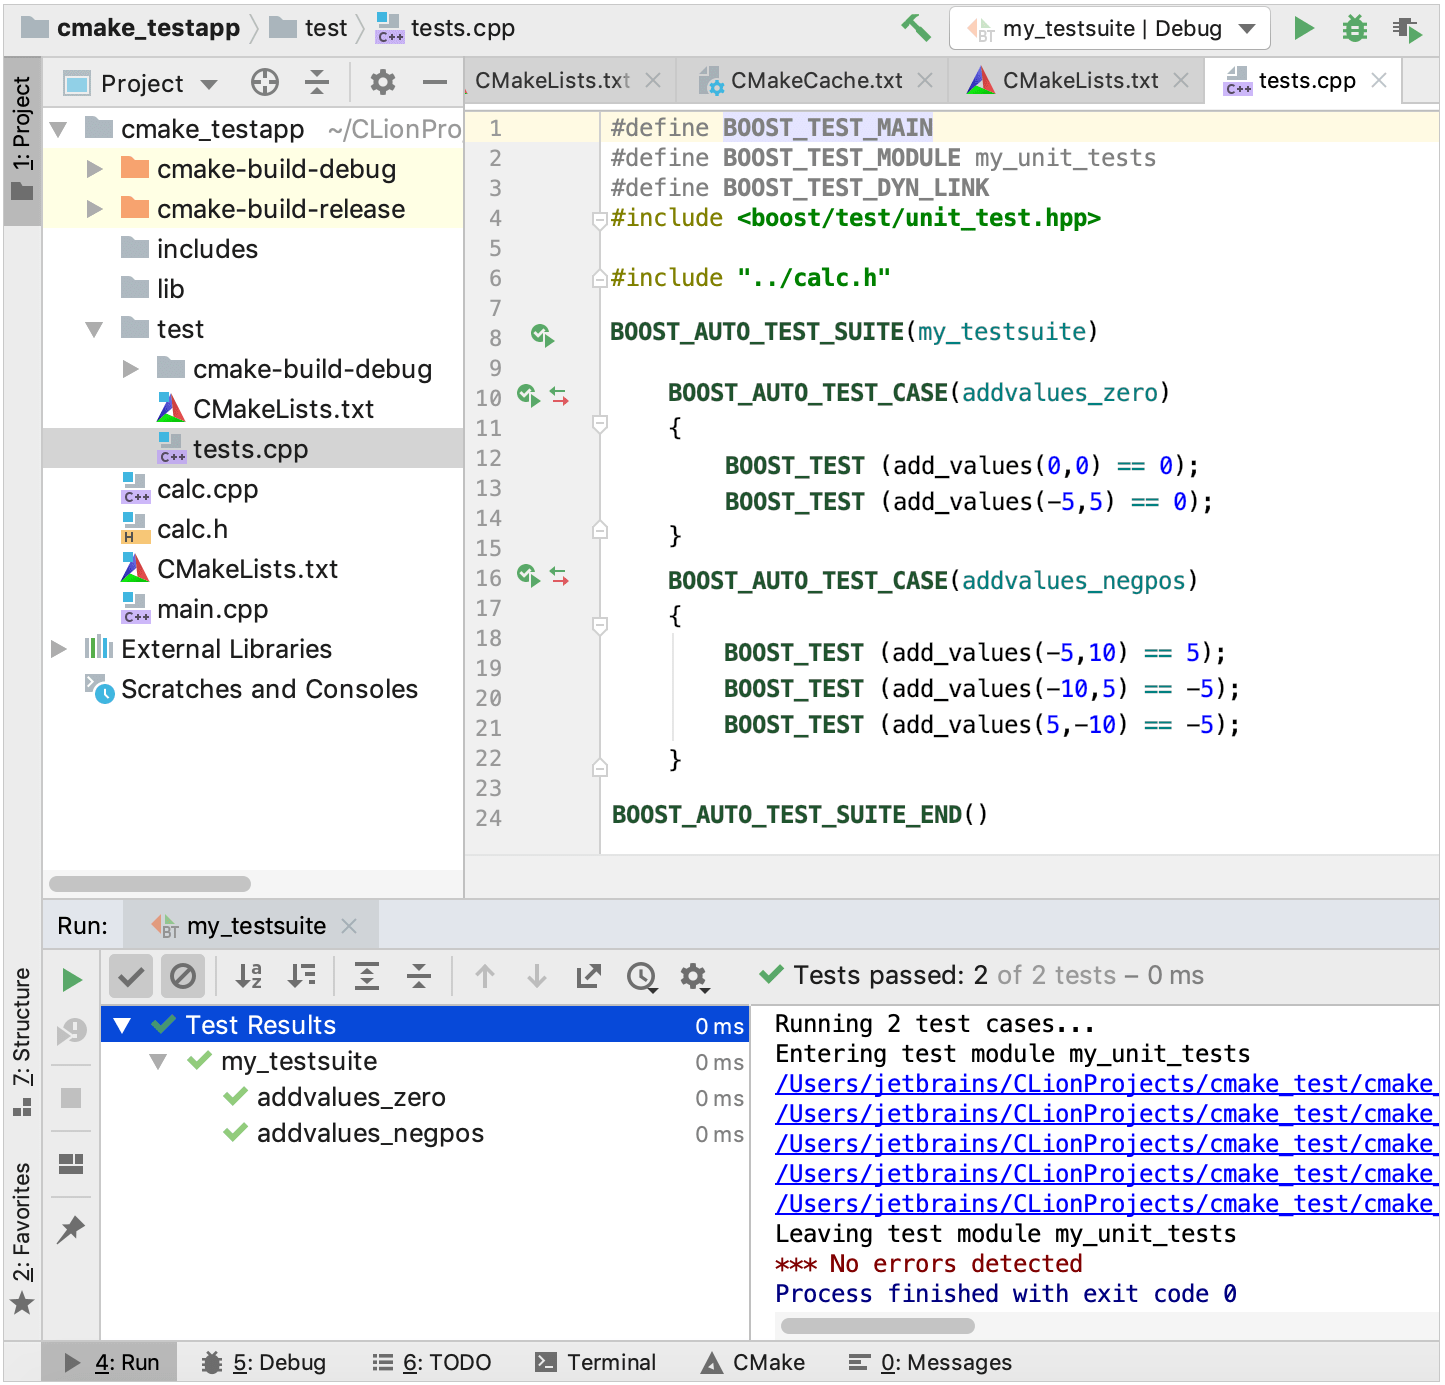 cmake_testapp test tests.cpp my_testsuite | Debug
1: Project
Project
CMakeLists.txt CMakeCache.txt CMakeLists.txt tests.cpp
cmake_testapp ~/CLionPro
cmake-build-debug
cmake-build-release
includes
lib
test
cmake-build-debug
CMakeLists.txt
tests.cpp
calc.cpp
calc.h
CMakeLists.txt
main.cpp
External Libraries
Scratches and Consoles
1 #define BOOST_TEST_MAIN
2 #define BOOST_TEST_MODULE my_unit_tests
3 #define BOOST_TEST_DYN_LINK
4 #include <boost/test/unit_test.hpp>
5
6 #include "../calc.h"
7
8 BOOST_AUTO_TEST_SUITE(my_testsuite)
9
10 BOOST_AUTO_TEST_CASE(addvalues_zero)
11 {
12 BOOST_TEST (add_values(0,0) == 0);
13 BOOST_TEST (add_values(-5,5) == 0);
14 }
15
16 BOOST_AUTO_TEST_CASE(addvalues_negpos)
17 {
18
19 BOOST_TEST (add_values(-5,10) == 5);
20 BOOST_TEST (add_values(-10,5) == -5);
21 BOOST_TEST (add_values(5,-10) == -5);
22 }
23
24 BOOST_AUTO_TEST_SUITE_END()
Run: my_testsuite
Tests passed: 2 of 2 tests – 0 ms
7: Structure
2: Favorites
Test Results 0 ms
my_testsuite 0 ms
addvalues_zero 0 ms
addvalues_negpos 0 ms
Running 2 test cases...
Entering test module my_unit_tests
/Users/jetbrains/CLionProjects/cmake_test/cmake_
/Users/jetbrains/CLionProjects/cmake_test/cmake_
/Users/jetbrains/CLionProjects/cmake_test/cmake_
/Users/jetbrains/CLionProjects/cmake_test/cmake_
/Users/jetbrains/CLionProjects/cmake_test/cmake_
Leaving test module my_unit_tests
*** No errors detected
Process finished with exit code 0
4: Run 5: Debug 6: TODO Terminal CMake 0: Messages